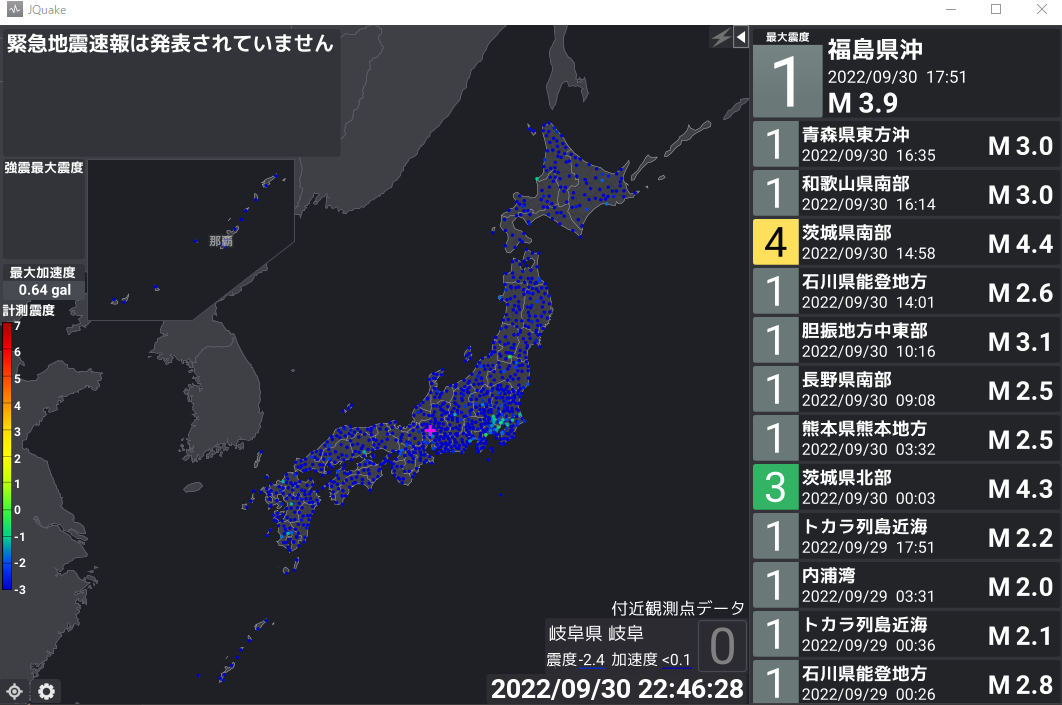 JQuake
緊急地震速報は発表されていません
強震最大震度
最大加速度
0.64 gal
計測震度
7
6
5
4
3
2
1
0
-1
-2
-3
那覇
付近観測点データ
岐阜県 岐阜
震度-2.4 加速度 <0.1
0
2022/09/30 22:46:28
最大震度
1
福島県沖
2022/09/30 17:51
M 3.9
1
青森県東方沖
2022/09/30 16:35
M 3.0
1
和歌山県南部
2022/09/30 16:14
M 3.0
4
茨城県南部
2022/09/30 14:58
M 4.4
1
石川県能登地方
2022/09/30 14:01
M 2.6
1
胆振地方中東部
2022/09/30 10:16
M 3.1
1
長野県南部
2022/09/30 09:08
M 2.5
1
熊本県熊本地方
2022/09/30 03:32
M 2.5
3
茨城県北部
2022/09/30 00:03
M 4.3
1
トカラ列島近海
2022/09/29 17:51
M 2.2
1
内浦湾
2022/09/29 03:31
M 2.0
1
トカラ列島近海
2022/09/29 00:36
M 2.1
1
石川県能登地方
2022/09/29 00:26
M 2.8